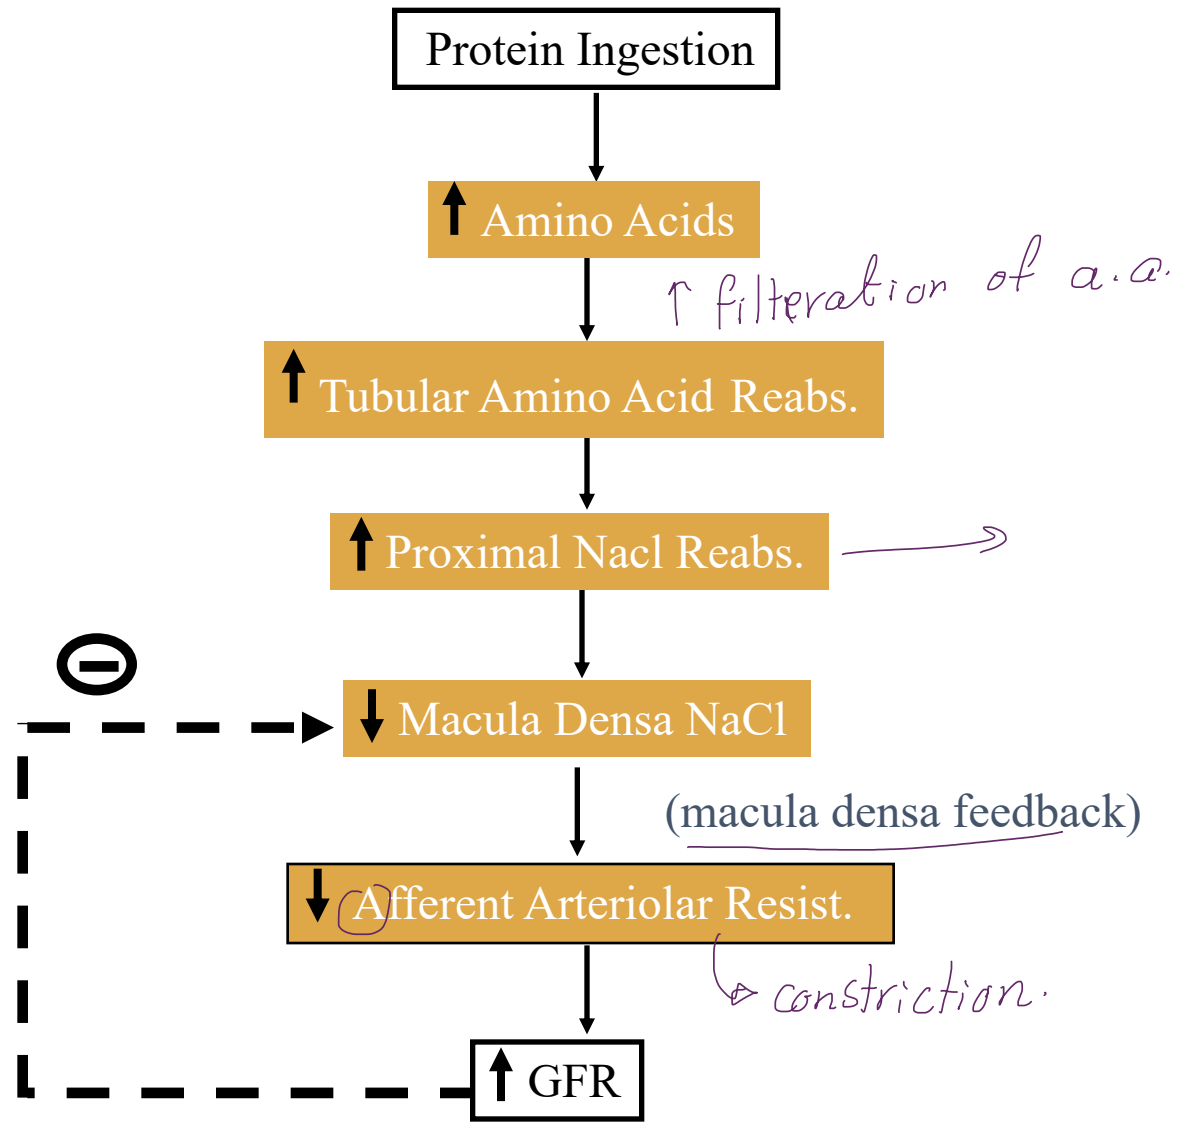 Protein Ingestion
↑ Amino Acids
↑ filteration of a.a.
↑ Tubular Amino Acid Reabs.
↑ Proximal Nacl Reabs.
↓ Macula Densa NaCl
(macula densa feedback)
↓ Afferent Arteriolar Resist.
constriction.
↑ GFR